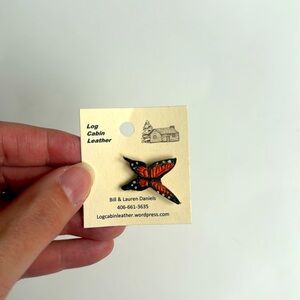 Log
Cabin
Leather
Bill & Lauren Daniels
406-661-3635
Logcabinleather.wordpress.com